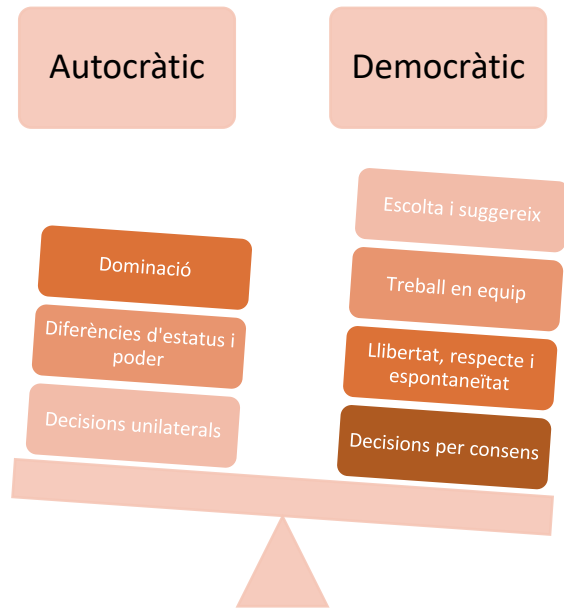 Autocràtic
Democràtic
Dominació
Diferències d'estatus i
poder
Decisions unilaterals
Escolta i suggereix
Treball en equip
Llibertat, respecte i
espontaneïtat
Decisions per consens